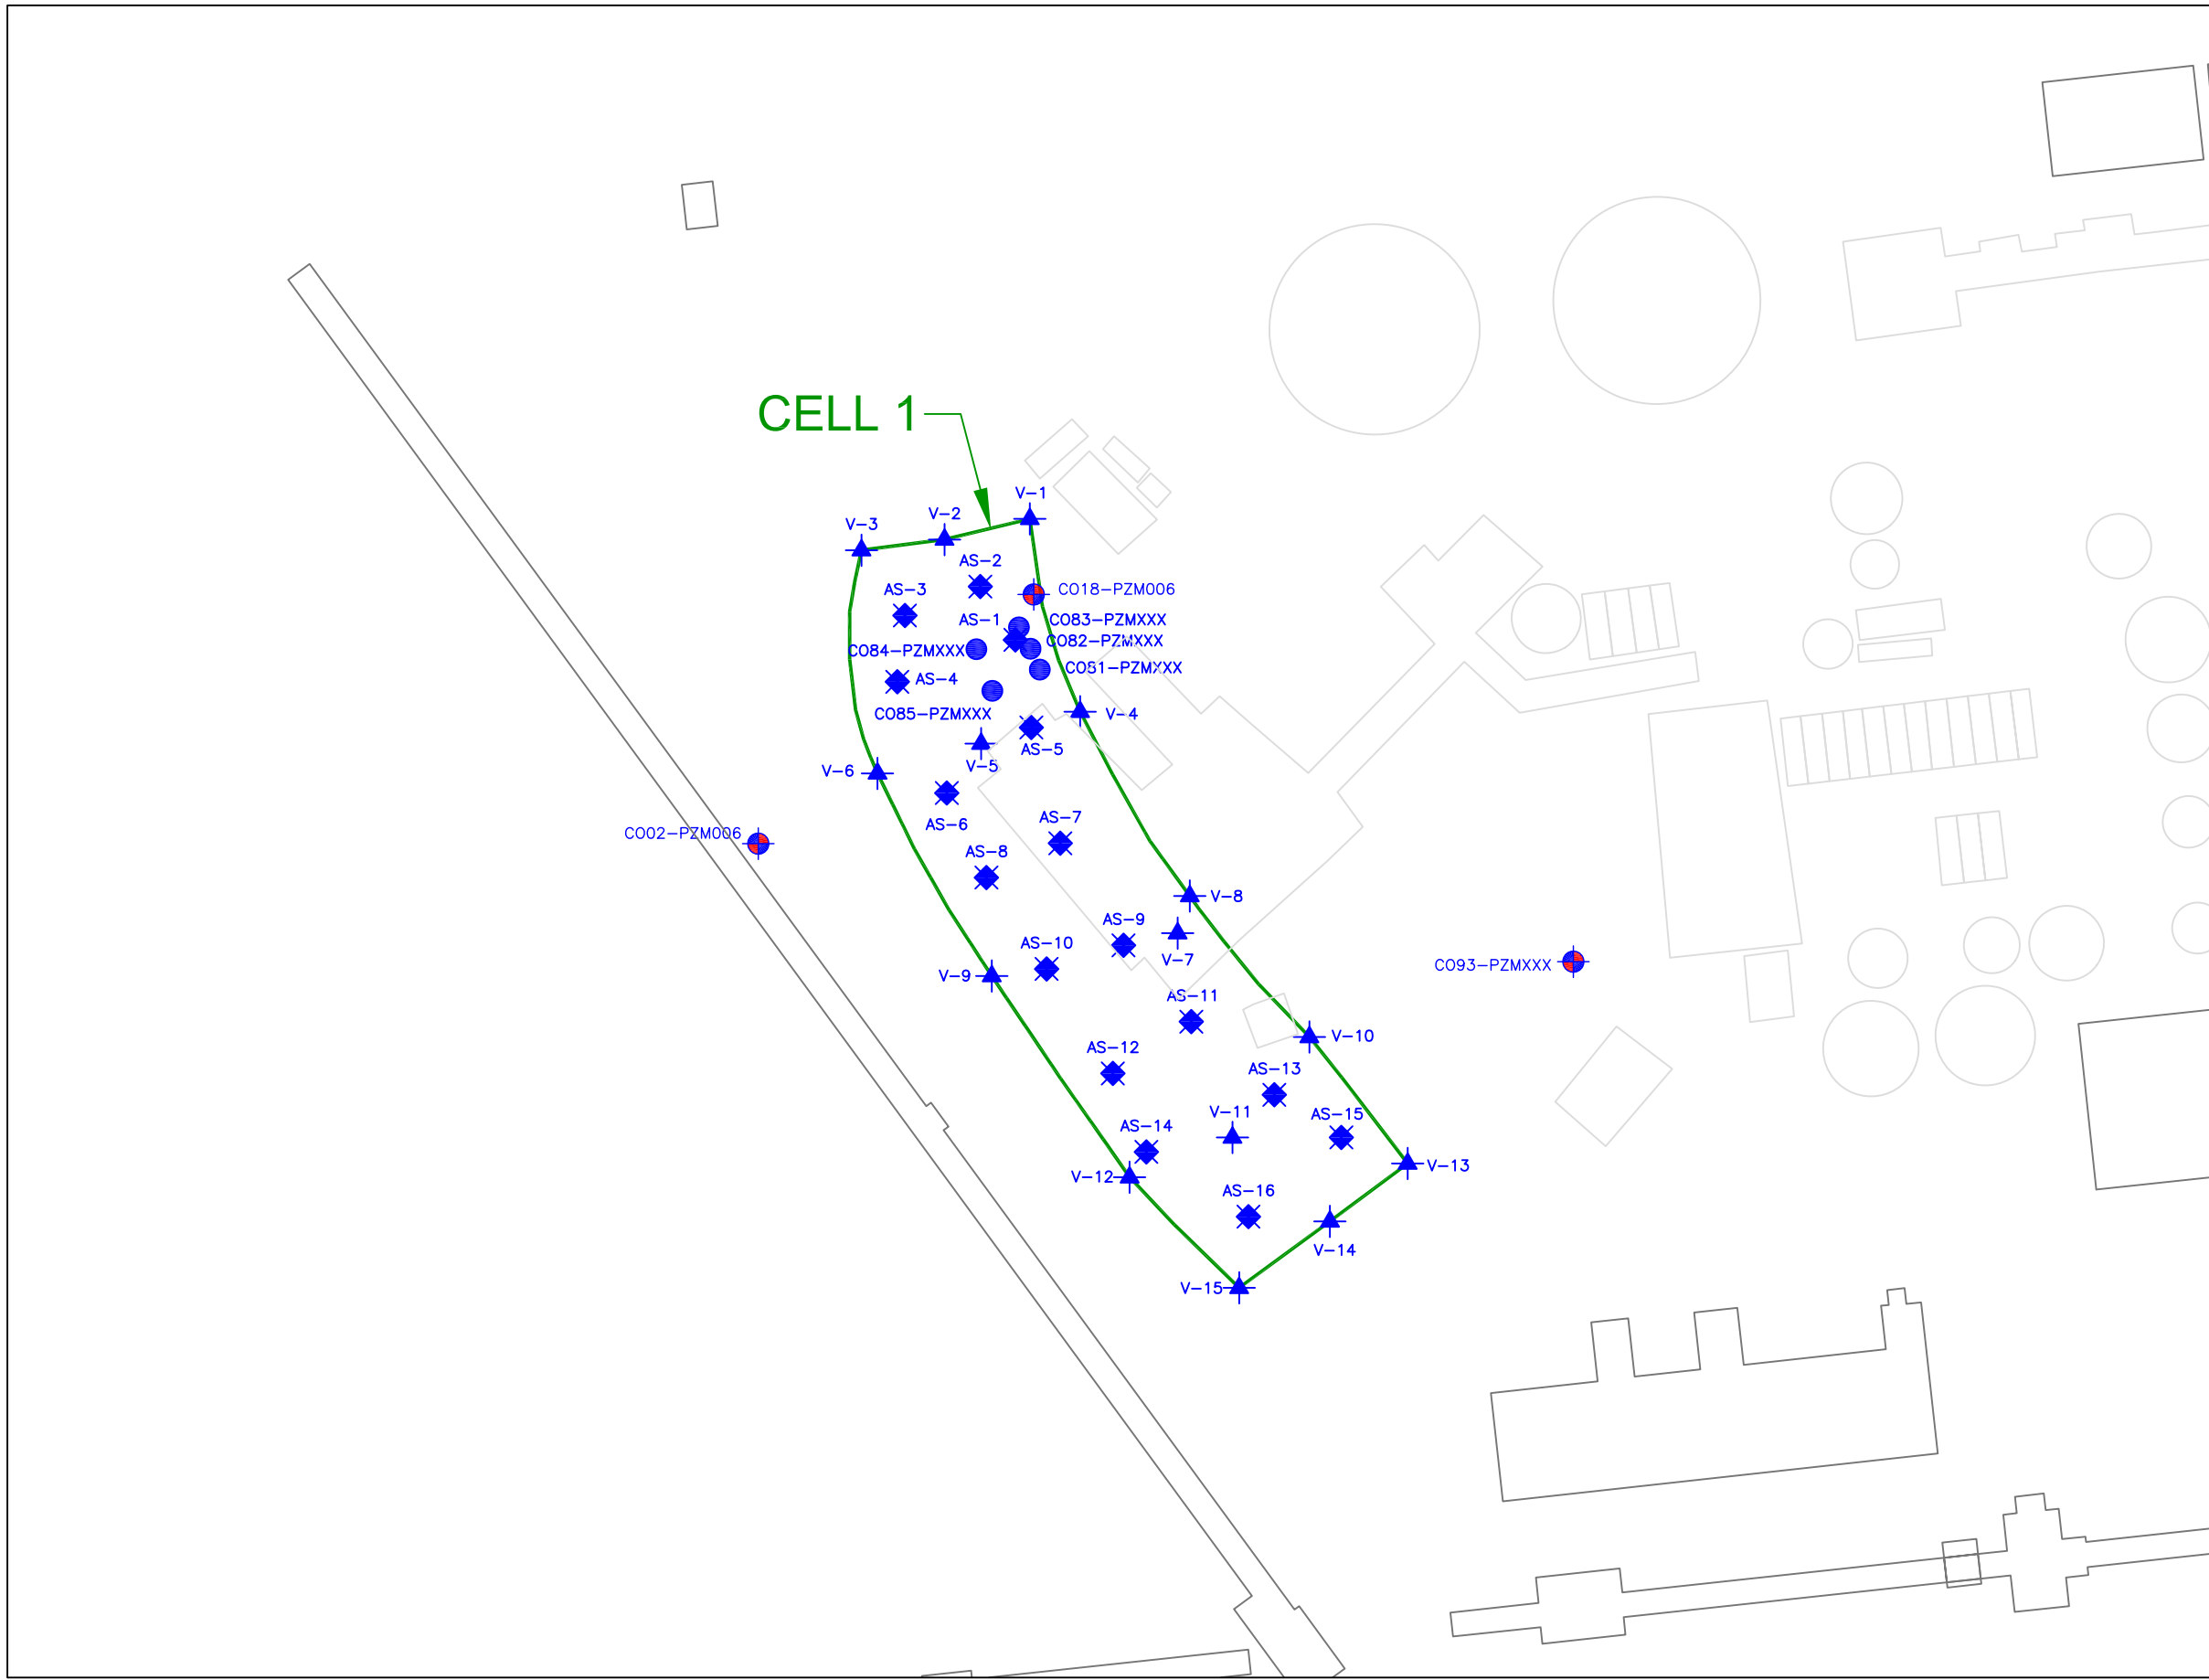 CELL 1
V-1
V-2
V-3
AS-2
AS-3
CO18-PZM006
AS-1
CO83-PZMXXX
CO82-PZMXXX
CO84-PZMXXX
CO81-PZMXXX
AS-4
CO85-PZMXXX
V-4
AS-5
V-5
V-6
AS-7
AS-6
CO02-PZM006
AS-8
V-8
AS-9
AS-10
V-7
CO93-PZMXXX
V-9
AS-11
V-10
AS-12
AS-13
V-11
AS-15
AS-14
V-13
V-12
AS-16
V-14
V-15